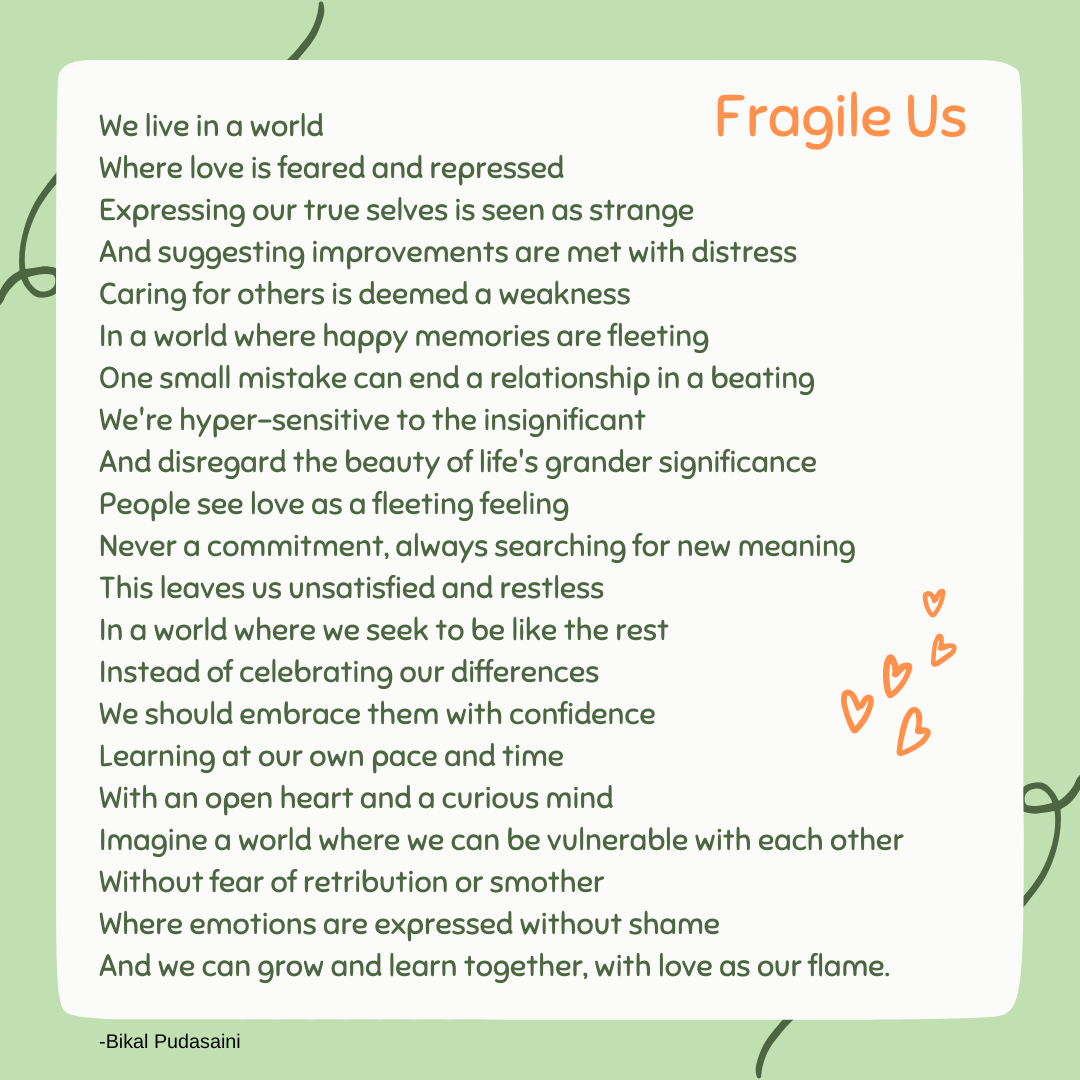 Fragile Us
We live in a world
Where love is feared and repressed
Expressing our true selves is seen as strange
And suggesting improvements are met with distress
Caring for others is deemed a weakness
In a world where happy memories are fleeting
One small mistake can end a relationship in a beating
We're hyper-sensitive to the insignificant
And disregard the beauty of life's grander significance
People see love as a fleeting feeling
Never a commitment, always searching for new meaning
This leaves us unsatisfied and restless
In a world where we seek to be like the rest
Instead of celebrating our differences
We should embrace them with confidence
Learning at our own pace and time
With an open heart and a curious mind
Imagine a world where we can be vulnerable with each other
Without fear of retribution or smother
Where emotions are expressed without shame
And we can grow and learn together, with love as our flame.
-Bikal Pudasaini